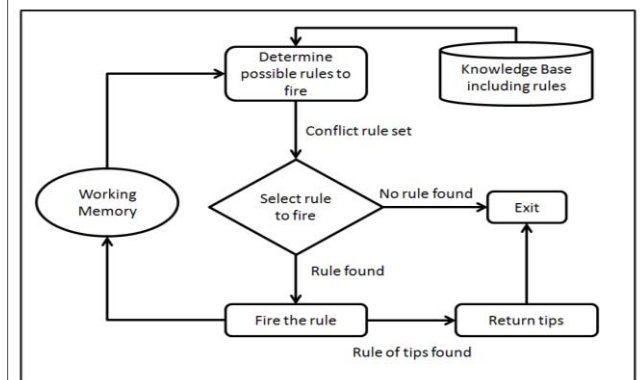 Determine
possible rules to
fire
Knowledge Base
including rules
Conflict rule set
Working
Memory
Select rule
to fire
No rule found
Exit
Rule found
Fire the rule
Return tips
Rule of tips found